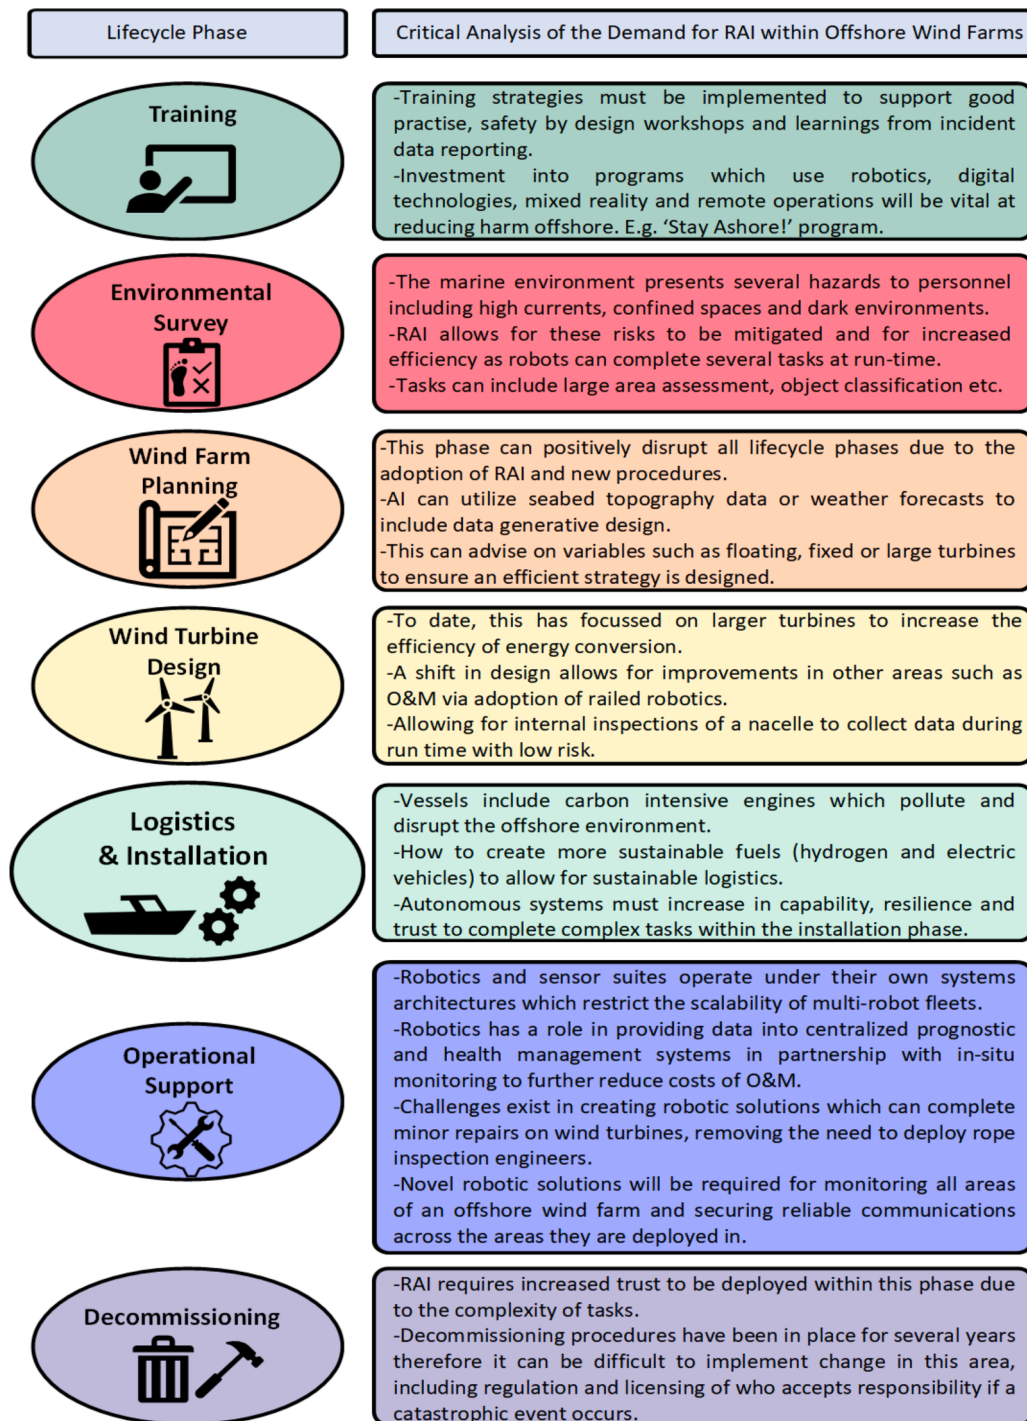 Lifecycle Phase
Critical Analysis of the Demand for RAI within Offshore Wind Farms
Training
-Training strategies must be implemented to support good
practise, safety by design workshops and learnings from incident
data reporting.
-Investment into programs which use robotics, digital
technologies, mixed reality and remote operations will be vital at
reducing harm offshore. E.g. ‘Stay Ashore!’ program.
Environmental
Survey
-The marine environment presents several hazards to personnel
including high currents, confined spaces and dark environments.
-RAI allows for these risks to be mitigated and for increased
efficiency as robots can complete several tasks at run-time.
-Tasks can include large area assessment, object classification etc.
Wind Farm
Planning
-This phase can positively disrupt all lifecycle phases due to the
adoption of RAI and new procedures.
-AI can utilize seabed topography data or weather forecasts to
include data generative design.
-This can advise on variables such as floating, fixed or large turbines
to ensure an efficient strategy is designed.
Wind Turbine
Design
-To date, this has focussed on larger turbines to increase the
efficiency of energy conversion.
-A shift in design allows for improvements in other areas such as
O&M via adoption of railed robotics.
-Allowing for internal inspections of a nacelle to collect data during
run time with low risk.
Logistics
& Installation
-Vessels include carbon intensive engines which pollute and
disrupt the offshore environment.
-How to create more sustainable fuels (hydrogen and electric
vehicles) to allow for sustainable logistics.
-Autonomous systems must increase in capability, resilience and
trust to complete complex tasks within the installation phase.
Operational
Support
-Robotics and sensor suites operate under their own systems
architectures which restrict the scalability of multi-robot fleets.
-Robotics has a role in providing data into centralized prognostic
and health management systems in partnership with in-situ
monitoring to further reduce costs of O&M.
-Challenges exist in creating robotic solutions which can complete
minor repairs on wind turbines, removing the need to deploy rope
inspection engineers.
-Novel robotic solutions will be required for monitoring all areas
of an offshore wind farm and securing reliable communications
across the areas they are deployed in.
Decommissioning
-RAI requires increased trust to be deployed within this phase due
to the complexity of tasks.
-Decommissioning procedures have been in place for several years
therefore it can be difficult to implement change in this area,
including regulation and licensing of who accepts responsibility if a
catastrophic event occurs.